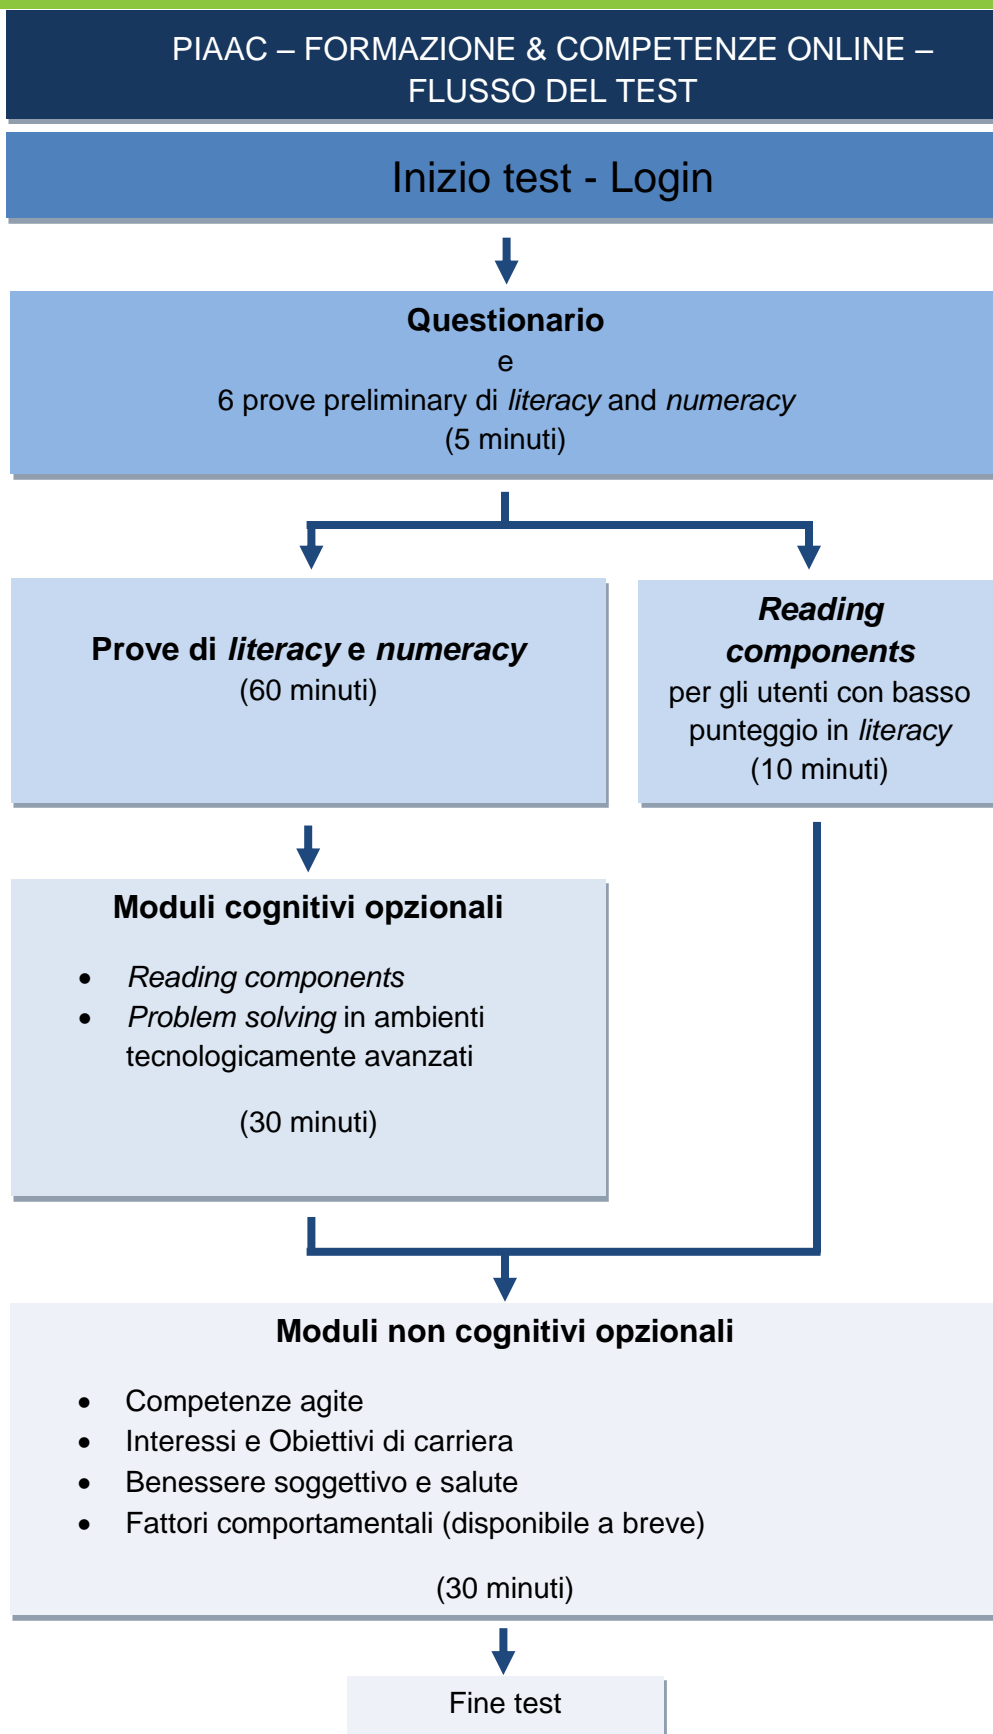 PIAAC – FORMAZIONE & COMPETENZE ONLINE –
FLUSSO DEL TEST
Inizio test - Login
Questionario
e
6 prove preliminary di literacy and numeracy
(5 minuti)
Prove di literacy e numeracy
(60 minuti)
Reading
components
per gli utenti con basso
punteggio in literacy
(10 minuti)
Moduli cognitivi opzionali
• Reading components
• Problem solving in ambienti
tecnologicamente avanzati
(30 minuti)
Moduli non cognitivi opzionali
• Competenze agite
• Interessi e Obiettivi di carriera
• Benessere soggettivo e salute
• Fattori comportamentali (disponibile a breve)
(30 minuti)
Fine test